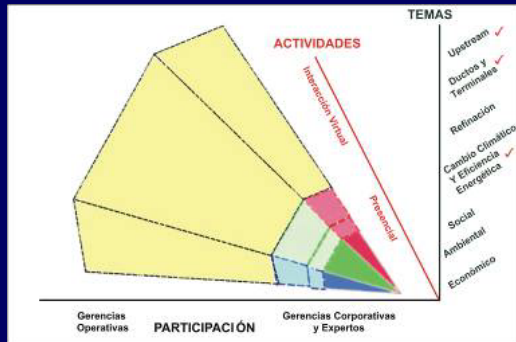 TEMAS
ACTIVIDADES
Interacción Virtual
Presencial
Upstream
Ductos y
Terminales
Refinación
Cambio Climático
Y Eficiencia
Energética
Social
Ambiental
Económico
Gerencias
Operativas
PARTICIPACIÓN
Gerencias Corporativas
y Expertos